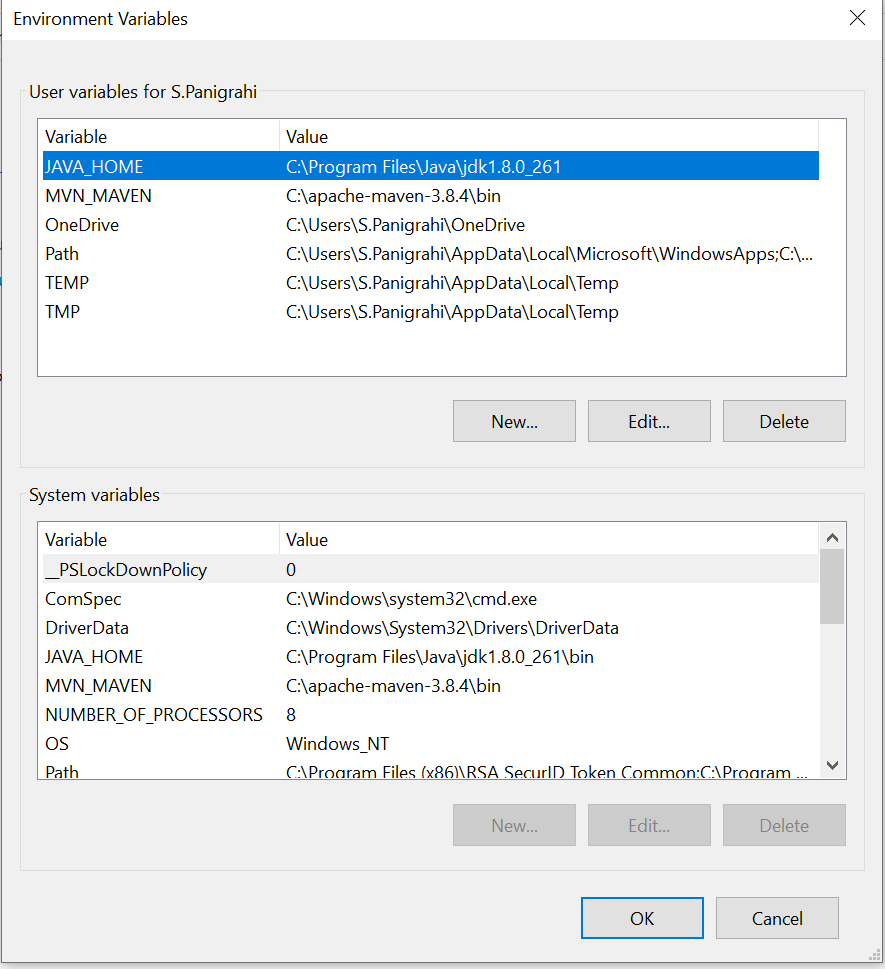 Environment Variables
User variables for S.Panigrahi
Variable Value
JAVA_HOME C:\Program Files\Java\jdk1.8.0_261
MVN_MAVEN C:\apache-maven-3.8.4\bin
OneDrive C:\Users\S.Panigrahi\OneDrive
Path C:\Users\S.Panigrahi\AppData\Local\Microsoft\WindowsApps;C:\...
TEMP C:\Users\S.Panigrahi\AppData\Local\Temp
TMP C:\Users\S.Panigrahi\AppData\Local\Temp
New... Edit... Delete
System variables
Variable Value
__PSLockDownPolicy 0
ComSpec C:\Windows\system32\cmd.exe
DriverData C:\Windows\System32\Drivers\DriverData
JAVA_HOME C:\Program Files\Java\jdk1.8.0_261\bin
MVN_MAVEN C:\apache-maven-3.8.4\bin
NUMBER_OF_PROCESSORS 8
OS Windows_NT
Path C:\Program Files (x86)\RSA SecurID Token Common;C:\Program ...
New... Edit... Delete
OK Cancel